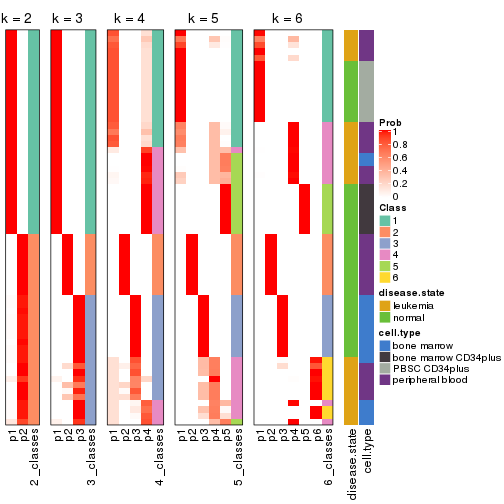 k = 2 k = 3 k = 4 k = 5 k = 6
Prob
1
0.8
0.6
0.4
0.2
0
Class
1
2
3
4
5
6
disease.state
leukemia
normal
cell.type
bone marrow
bone marrow CD34plus
PBSC CD34plus
peripheral blood
p1 p2 2_classes p1 p2 p3 3_classes p1 p2 p3 p4 4_classes p1 p2 p3 p4 p5 5_classes p1 p2 p3 p4 p5 p6 6_classes disease.state cell.type